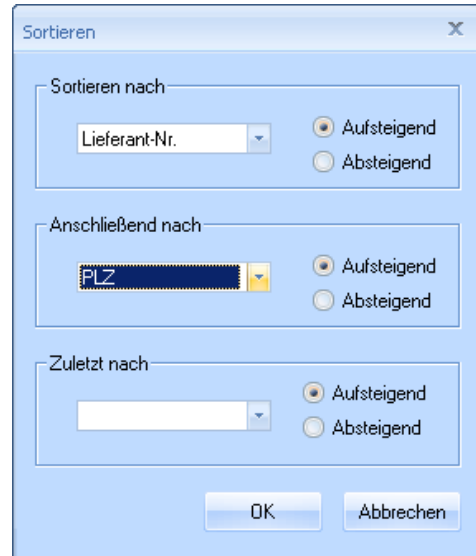 Sortieren
Sortieren nach
Lieferant-Nr.
Aufsteigend
Absteigend
Anschließend nach
PLZ
Aufsteigend
Absteigend
Zuletzt nach
Aufsteigend
Absteigend
OK Abbrechen